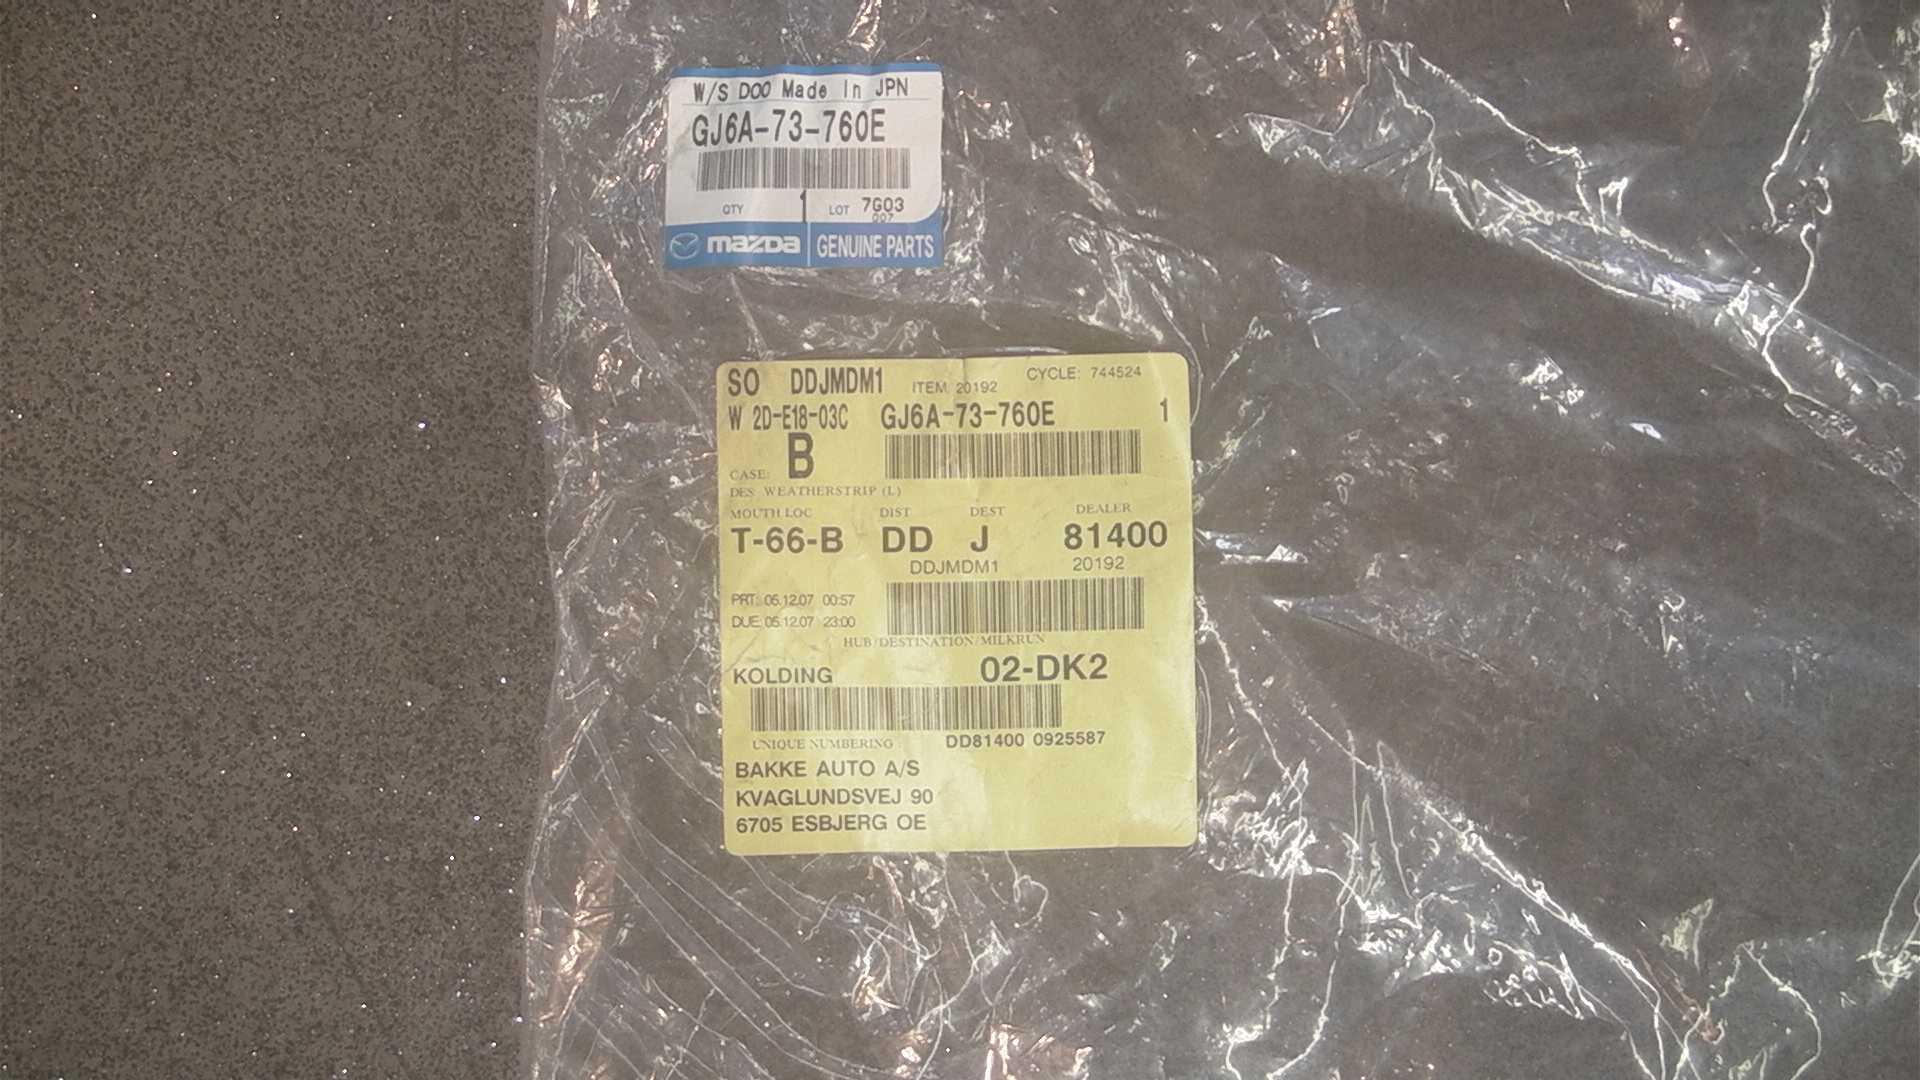 W/S DOO Made In JPN
GJ6A-73-760E
QTY 1 LOT 7G03
007
mazda GENUINE PARTS
SO DDJMDM1 ITEM: 20192 CYCLE: 744524
W 2D-E18-03C GJ6A-73-760E 1
CASE: B
DES: WEATHERSTRIP (L)
MOUTH LOC DIST DEST DEALER
T-66-B DD J 81400
DDJMDM1 20192
PRT: 05.12.07 00:57
DUE: 05.12.07 23:00
HUB/DESTINATION/MILKRUN
KOLDING 02-DK2
UNIQUE NUMBERING : DD81400 0925587
BAKKE AUTO A/S
KVAGLUNDSVEJ 90
6705 ESBJERG OE